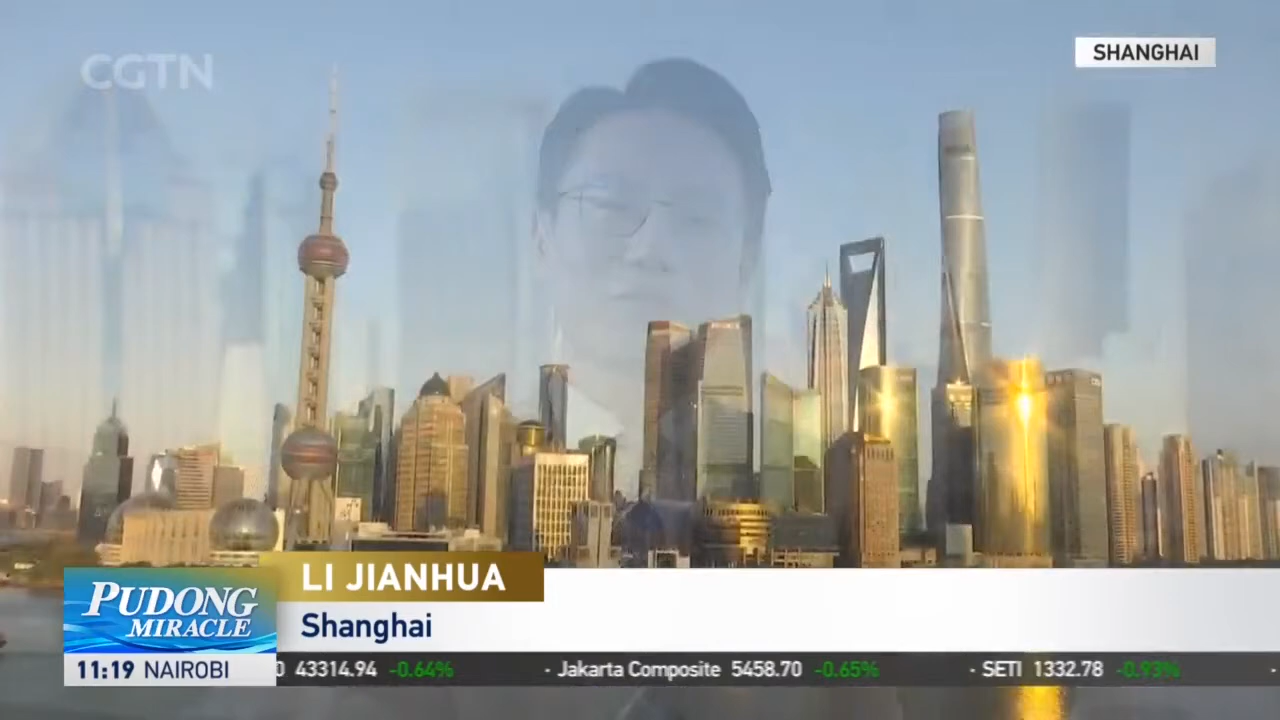 CGTN
SHANGHAI
LI JIANHUA
Shanghai
PUDONG
MIRACLE
11:19 NAIROBI
43314.94 -0.64% · Jakarta Composite 5458.70 -0.65% · SETI 1332.78 -0.93%